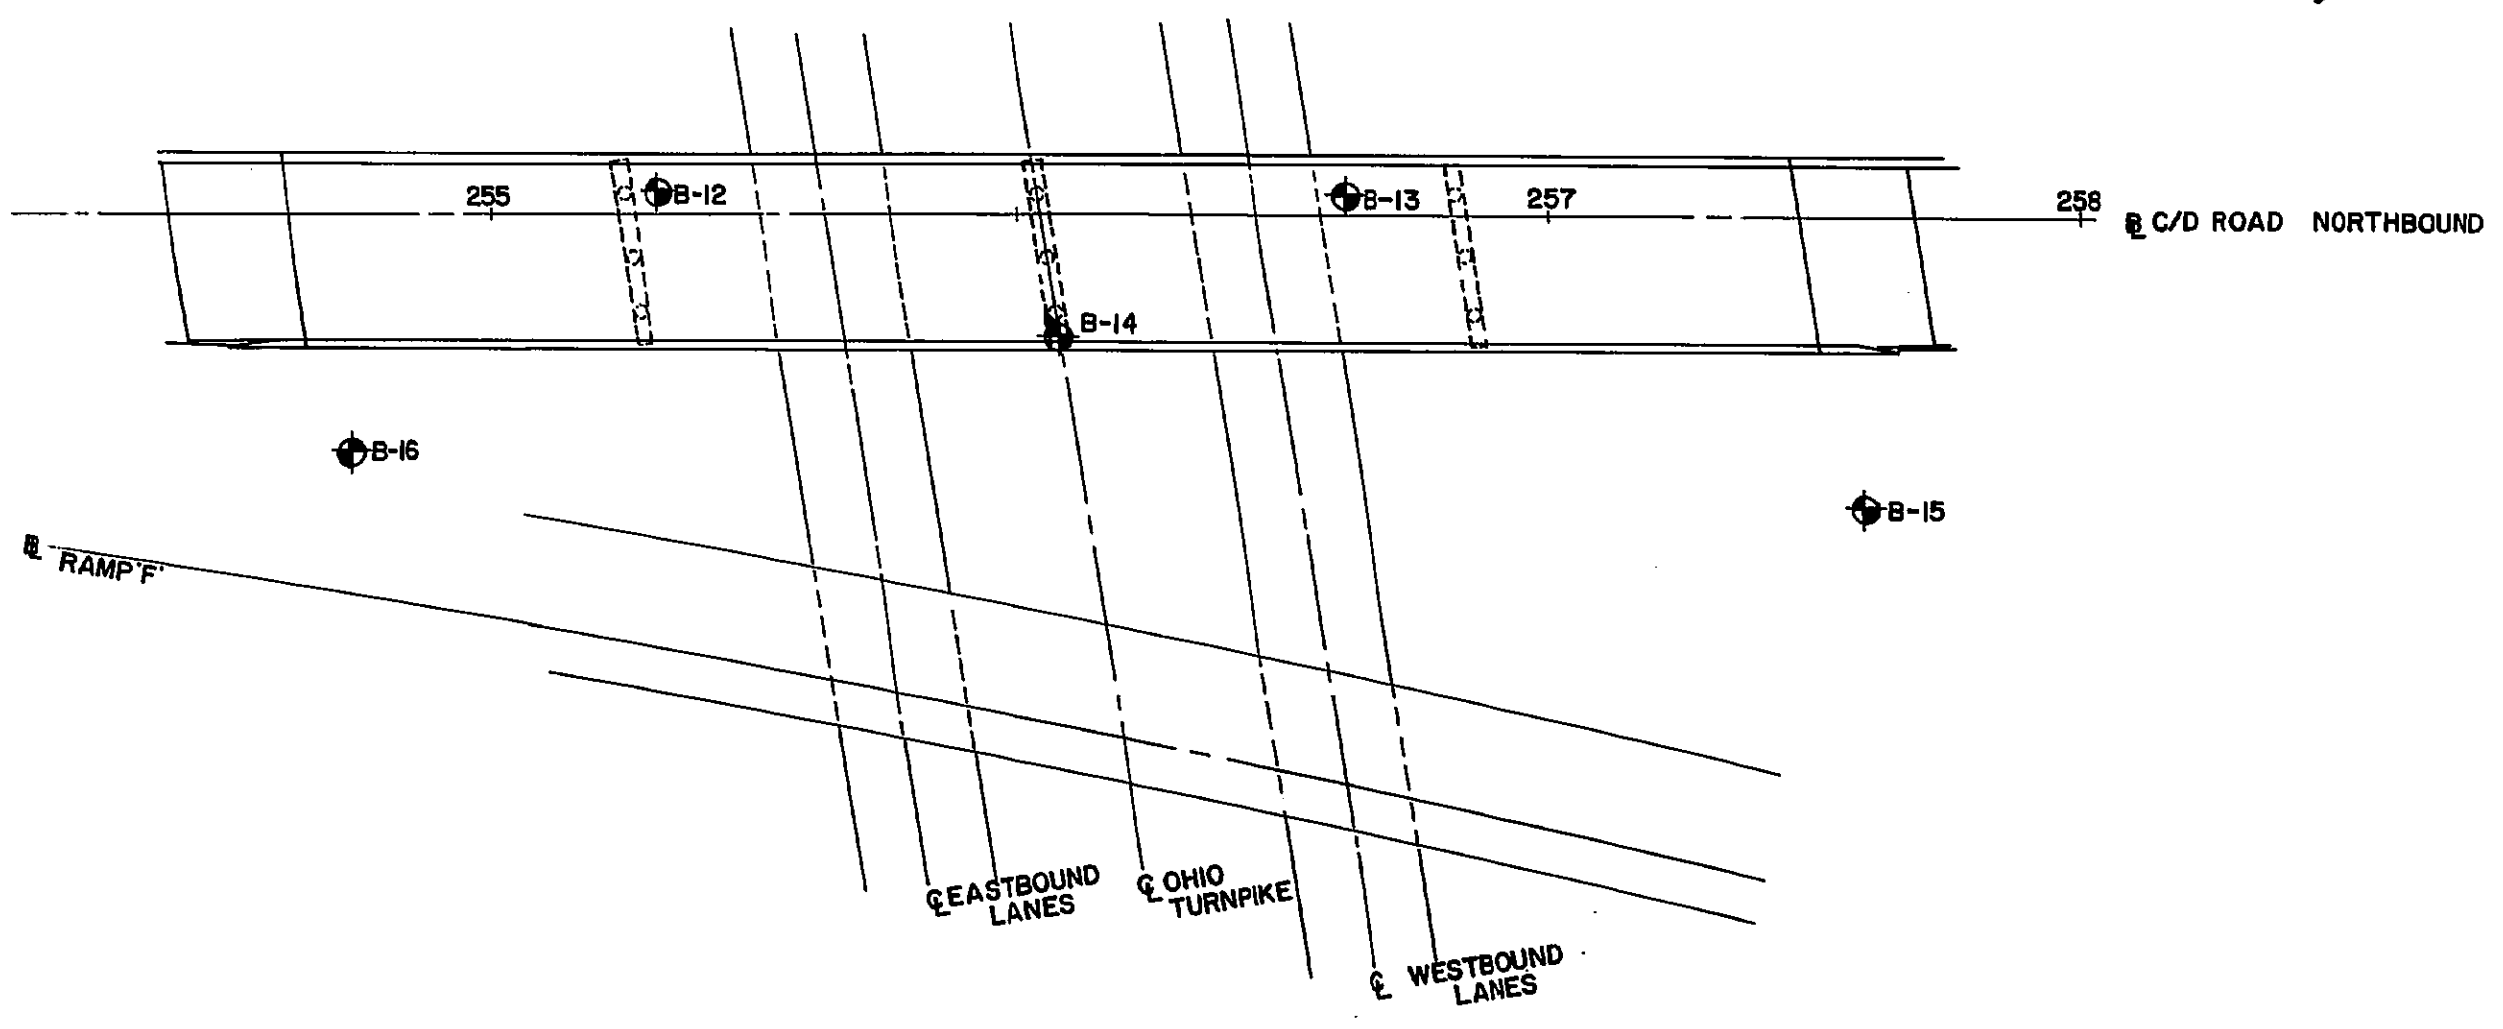 255
B-12
B-13
257
258
℄ C/D ROAD NORTHBOUND
B-14
B-16
B-15
RAMP 'F'
℄ EASTBOUND
LANES
℄ OHIO
TURNPIKE
℄ WESTBOUND
LANES